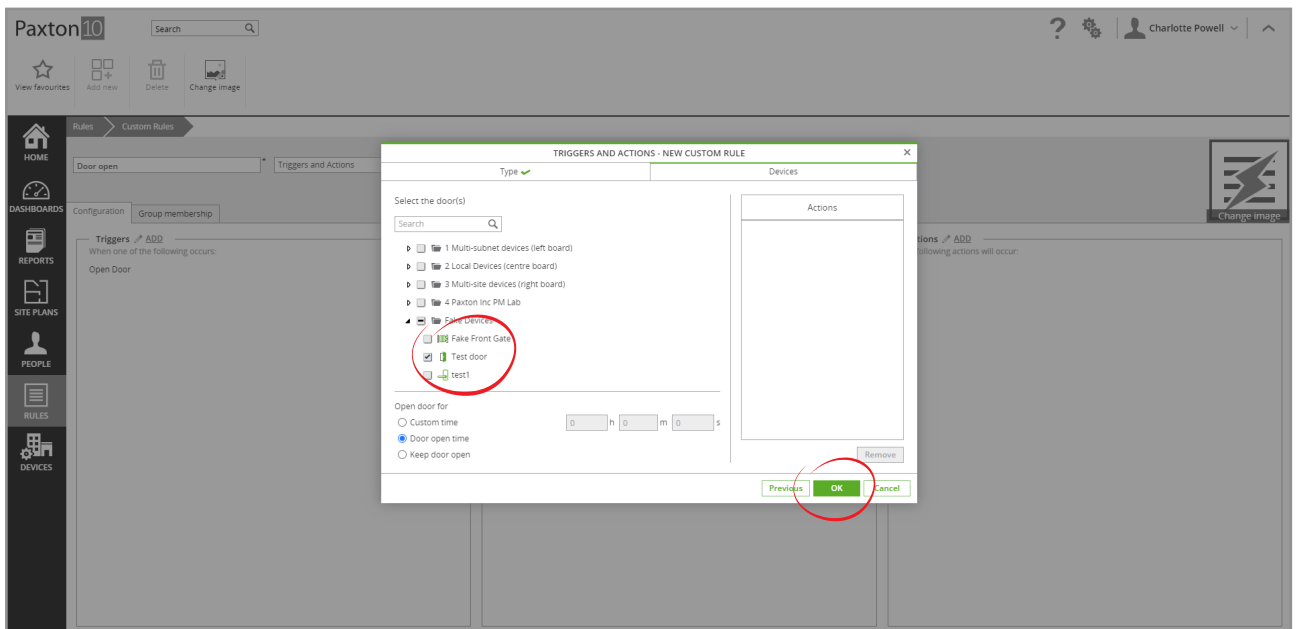 Paxton10
Search
Charlotte Powell
View favourites
Add new
Delete
Change image
Rules
Custom Rules
HOME
DASHBOARDS
REPORTS
SITE PLANS
PEOPLE
RULES
DEVICES
Door open
*
Triggers and Actions
Change image
Configuration
Group membership
Triggers ADD
When one of the following occurs:
Open Door
TRIGGERS AND ACTIONS - NEW CUSTOM RULE
Type
Devices
Select the door(s)
Search
1 Multi-subnet devices (left board)
2 Local Devices (centre board)
3 Multi-site devices (right board)
4 Paxton Inc PM Lab
Fake Devices
Fake Front Gate
Test door
test1
Open door for
Custom time
0 h 0 m 0 s
Door open time
Keep door open
Actions
Remove
Previous
OK
Cancel
tions ADD
following actions will occur: